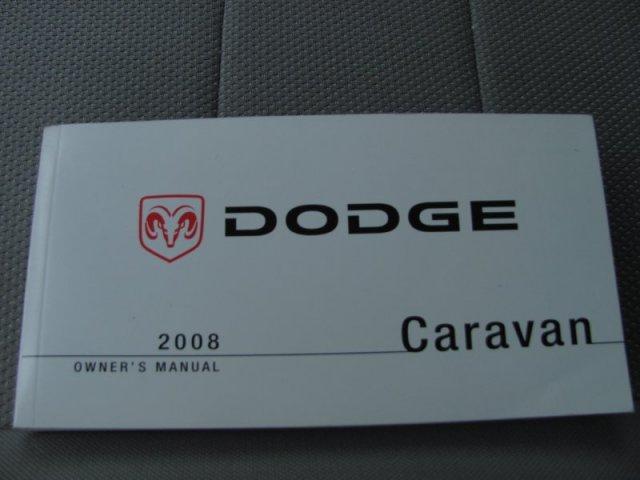 DODGE
Caravan
2008
OWNER'S MANUAL